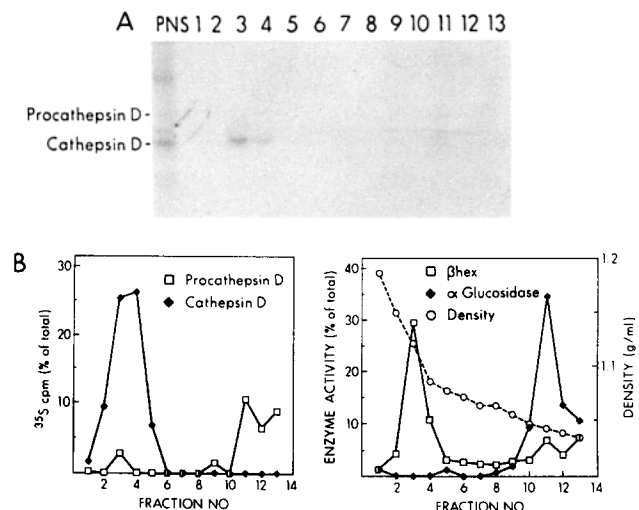 A PNS 1 2 3 4 5 6 7 8 9 10 11 12 13
Procathepsin D-
Cathepsin D-
B
30
20
10
³⁵S cpm (% of total)
Procathepsin D
Cathepsin D
2 4 6 8 10 12 14
FRACTION NO
40
30
20
10
ENZYME ACTIVITY (% of total)
βhex
α Glucosidase
Density
1.2
1.1
DENSITY (g/ml)
2 4 6 8 10 12 14
FRACTION NO